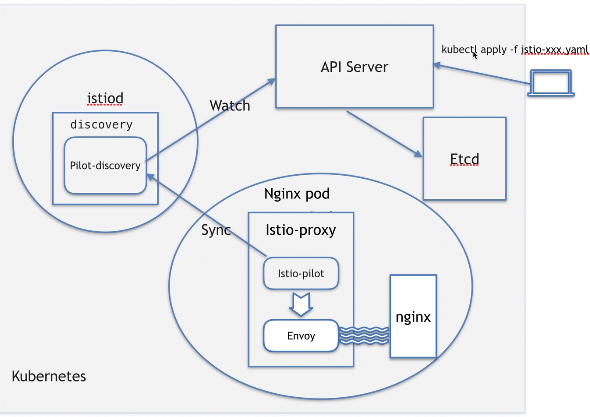 kubectl apply -f istio-xxx.yaml
API Server
istiod
Watch
discovery
Pilot-discovery
Etcd
Nginx pod
Sync
Istio-proxy
Istio-pilot
nginx
Envoy
Kubernetes